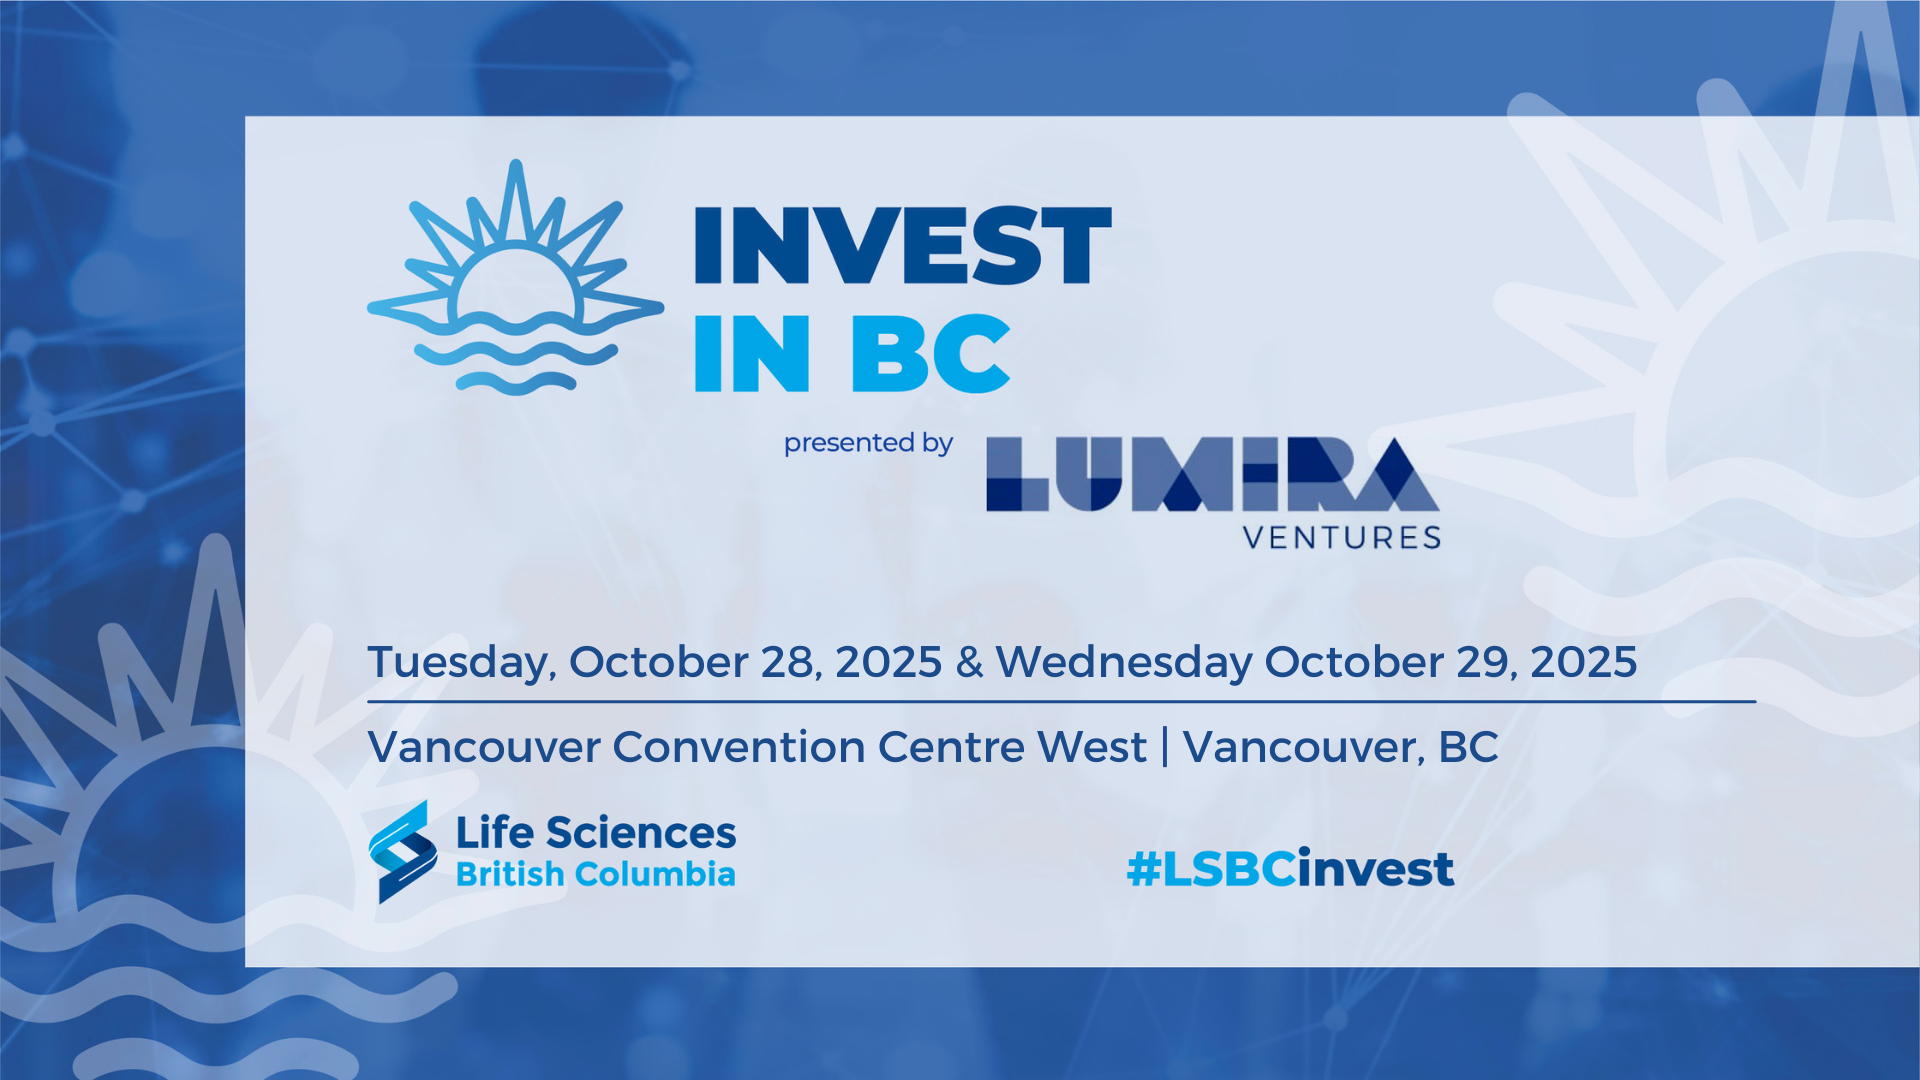 INVEST
IN BC
presented by
LUMIRA
VENTURES
Tuesday, October 28, 2025 & Wednesday October 29, 2025
Vancouver Convention Centre West | Vancouver, BC
Life Sciences
British Columbia
#LSBCinvest